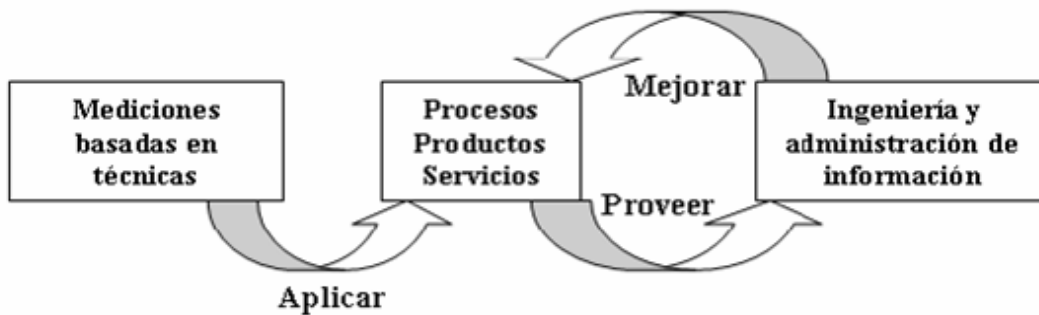 Mediciones
basadas en
técnicas
Procesos
Productos
Servicios
Mejorar
Ingeniería y
administración de
información
Proveer
Aplicar